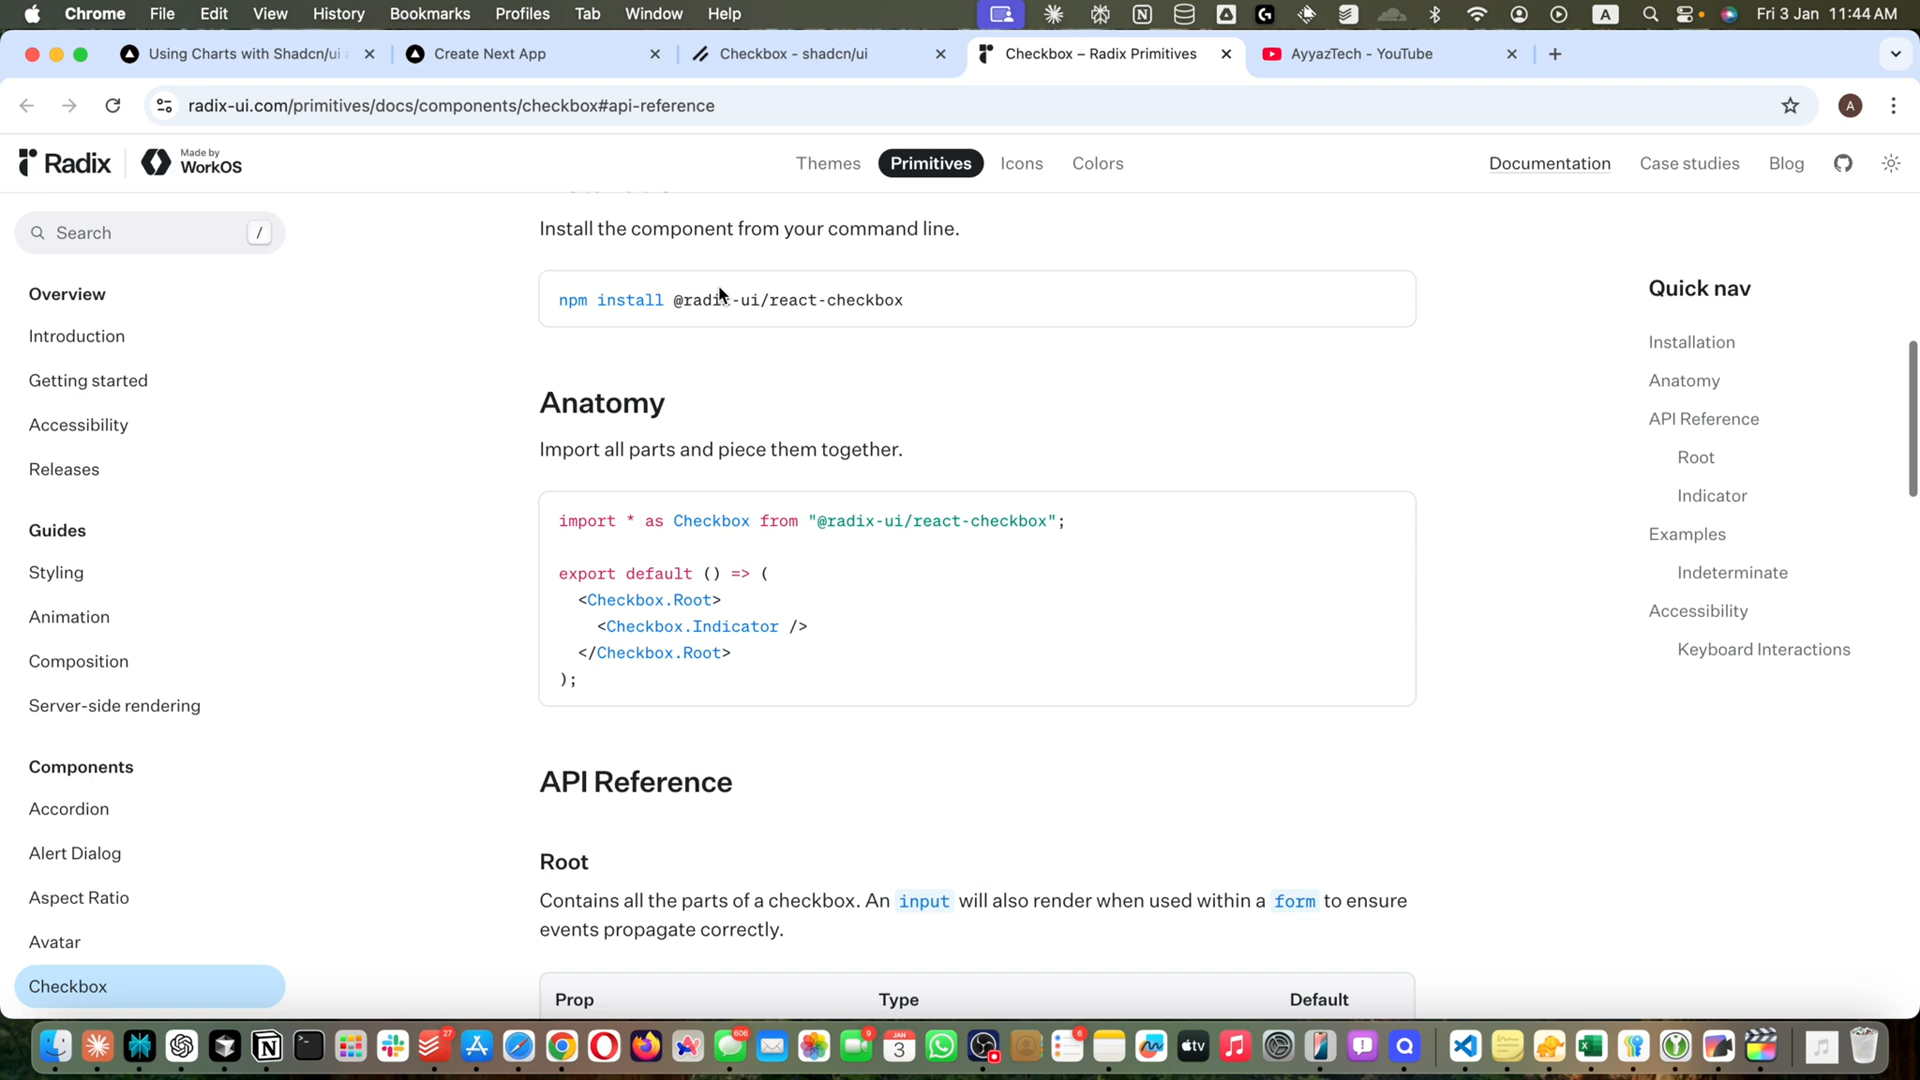 Chrome File Edit View History Bookmarks Profiles Tab Window Help Fri 3 Jan 11:44 AM
Using Charts with Shadcn/ui Create Next App Checkbox - shadcn/ui Checkbox – Radix Primitives AyyazTech - YouTube
radix-ui.com/primitives/docs/components/checkbox#api-reference A
Radix Made by WorkOS Themes Primitives Icons Colors Documentation Case studies Blog
Search /
Overview
Introduction
Getting started
Accessibility
Releases
Guides
Styling
Animation
Composition
Server-side rendering
Components
Accordion
Alert Dialog
Aspect Ratio
Avatar
Checkbox
Install the component from your command line.
npm install @radix-ui/react-checkbox
Anatomy
Import all parts and piece them together.
import * as Checkbox from "@radix-ui/react-checkbox";
export default () => (
<Checkbox.Root>
<Checkbox.Indicator />
</Checkbox.Root>
);
API Reference
Root
Contains all the parts of a checkbox. An input will also render when used within a form to ensure
events propagate correctly.
Prop Type Default
Quick nav
Installation
Anatomy
API Reference
Root
Indicator
Examples
Indeterminate
Accessibility
Keyboard Interactions
27 606 9 JAN 3 6 tv